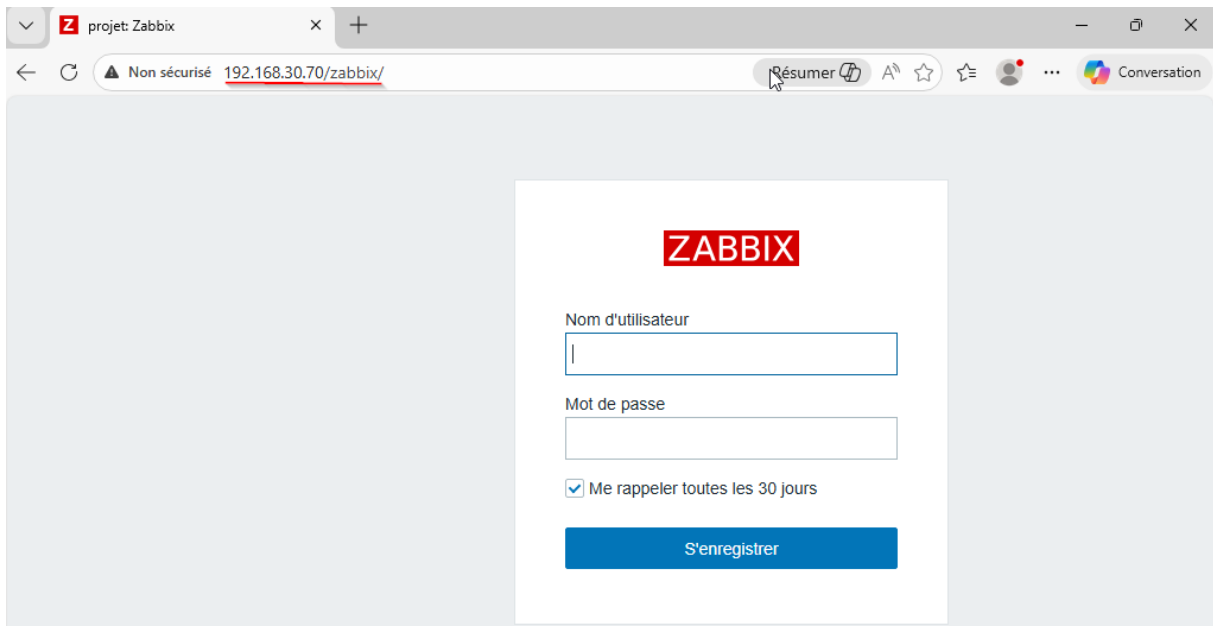 Z projet: Zabbix
Non sécurisé 192.168.30.70/zabbix/ Résumer A Conversation
ZABBIX
Nom d'utilisateur
Mot de passe
Me rappeler toutes les 30 jours
S'enregistrer